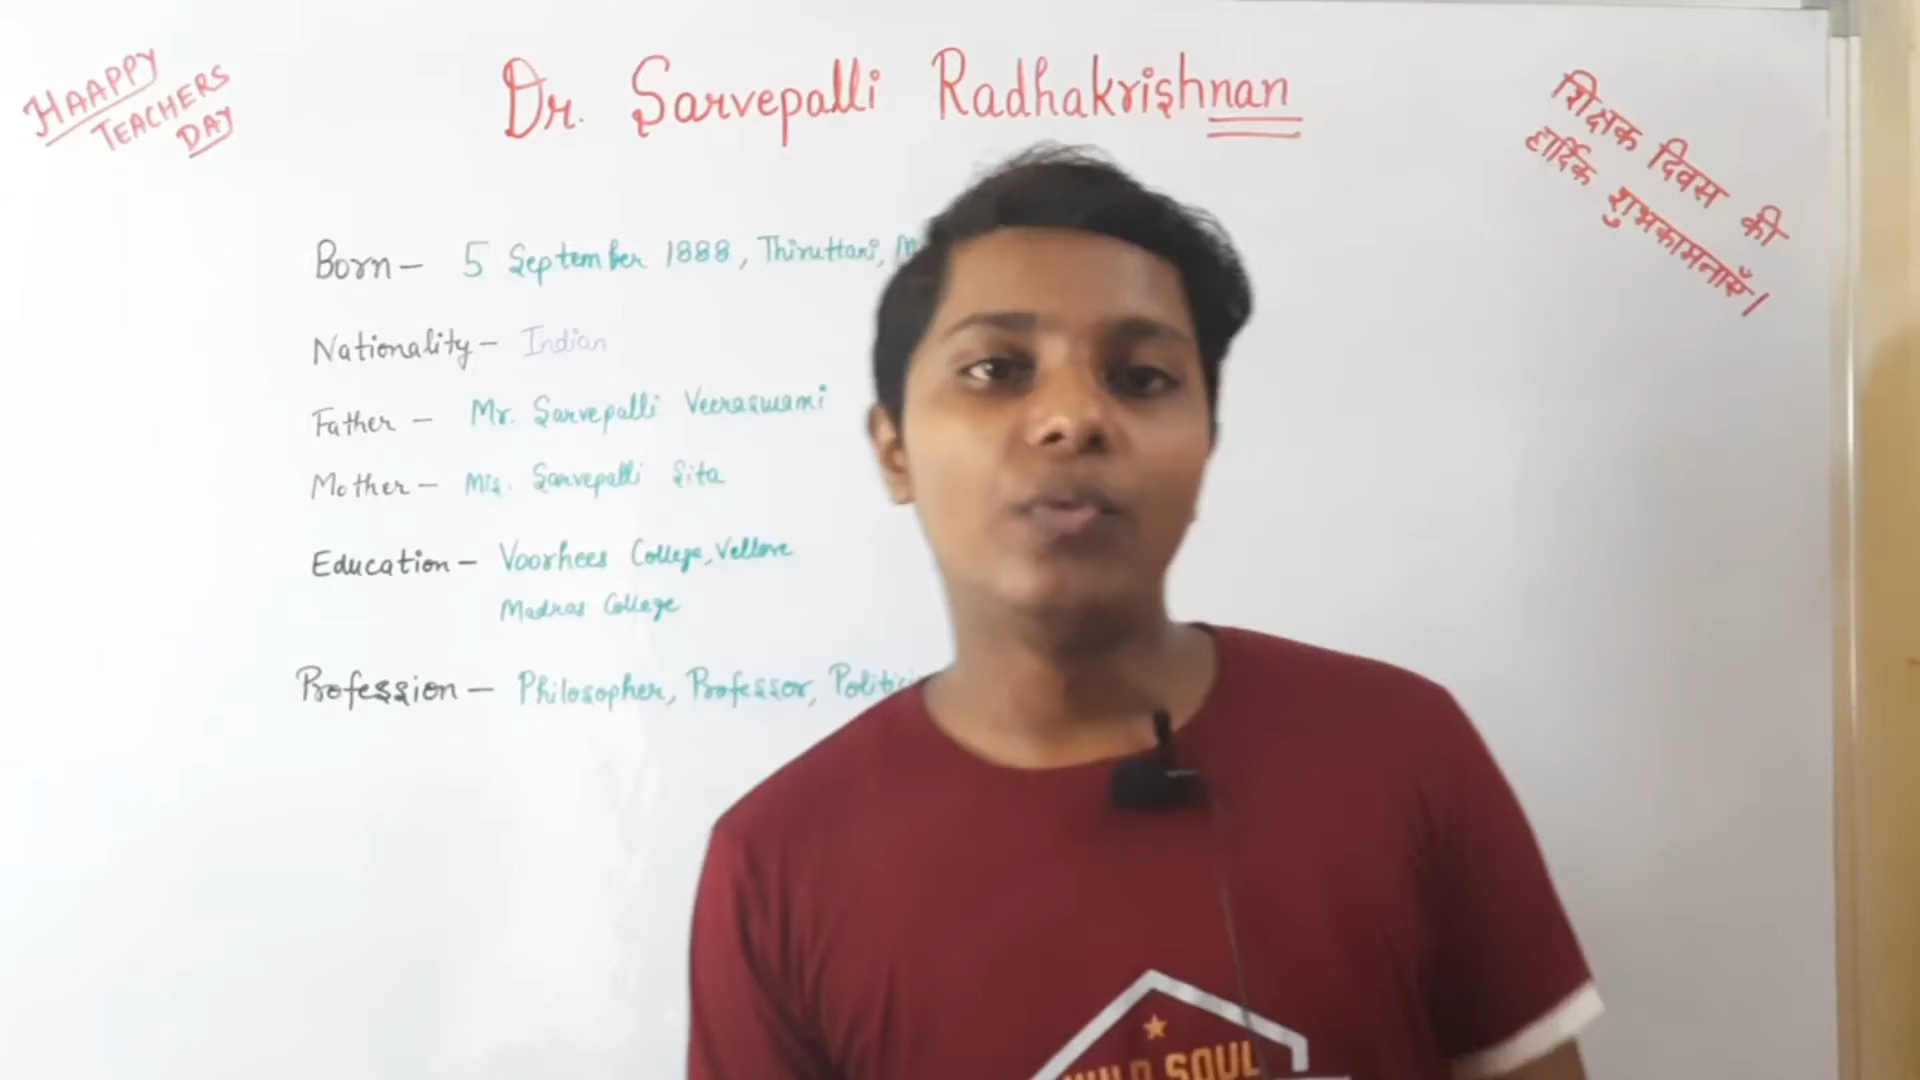 HAAPPY
TEACHERS
DAY
Dr. Sarvepalli Radhakrishnan
शिक्षक दिवस की
हार्दिक शुभकामनाएँ।
Born – 5 September 1888, Thiruttani,
Nationality – Indian
Father – Mr. Sarvepalli Veeraswami
Mother – Mrs. Sarvepalli Sita
Education – Voorhees College, Vellore
Madras College
Profession – Philosopher, Professor,
SOUL